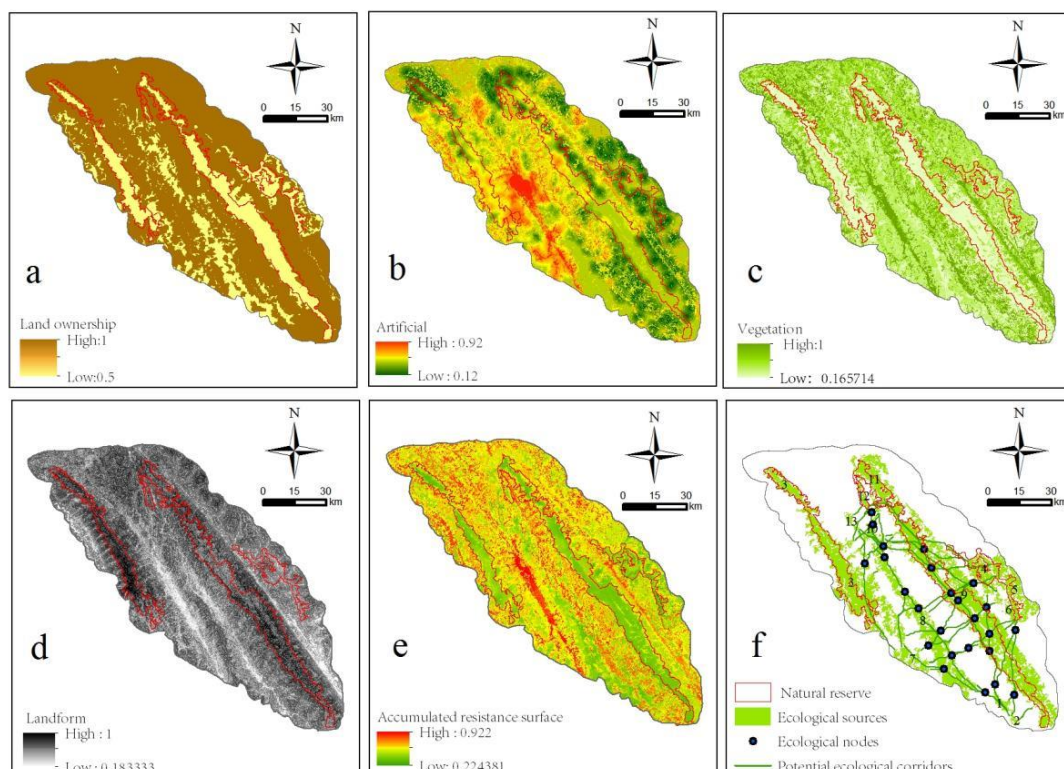 N
0 15 30
km
a
Land ownership
High:1
Low:0.5
N
0 15 30
km
b
Artificial
High : 0.92
Low : 0.12
N
0 15 30
km
c
Vegetation
High:1
Low: 0.165714
N
0 15 30
km
d
Landform
High : 1
Low : 0.183333
N
0 15 30
km
e
Accumulated resistance surface
High : 0.922
Low: 0.224381
N
0 15 30
km
3
11
12
13
10
3
4
5
9
6
8
7
1
2
f
Natural reserve
Ecological sources
Ecological nodes
Potential ecological corridors